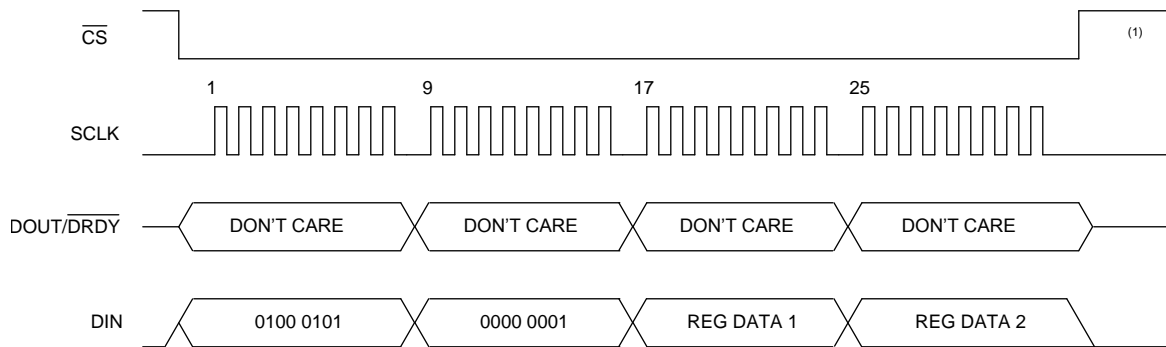 CS
(1)
1 9 17 25
SCLK
DOUT/DRDY DON'T CARE DON'T CARE DON'T CARE DON'T CARE
DIN 0100 0101 0000 0001 REG DATA 1 REG DATA 2